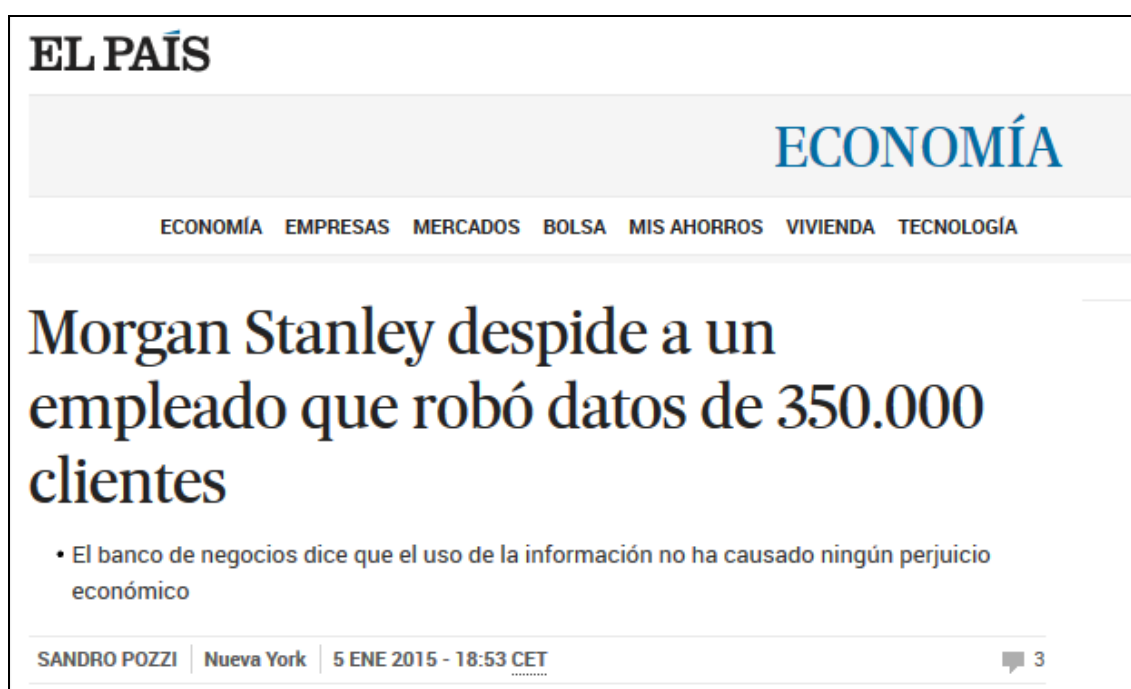 EL PAÍS
ECONOMÍA
ECONOMÍA EMPRESAS MERCADOS BOLSA MIS AHORROS VIVIENDA TECNOLOGÍA
Morgan Stanley despide a un
empleado que robó datos de 350.000
clientes
• El banco de negocios dice que el uso de la información no ha causado ningún perjuicio
económico
SANDRO POZZI | Nueva York | 5 ENE 2015 - 18:53 CET 3